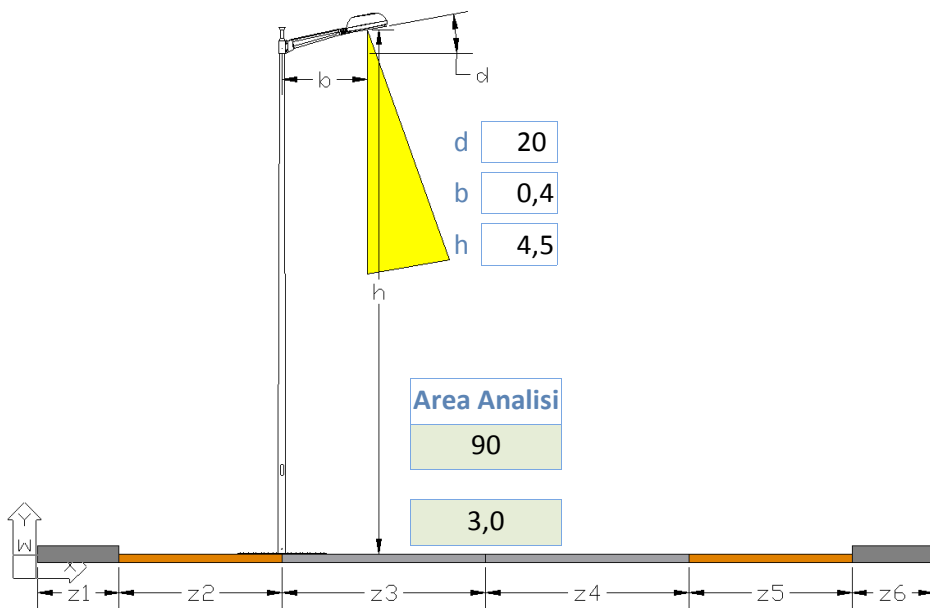 b
d
d 20
b 0,4
h 4,5
h
Area Analisi
90
3,0
Y
W
X
z1 z2 z3 z4 z5 z6